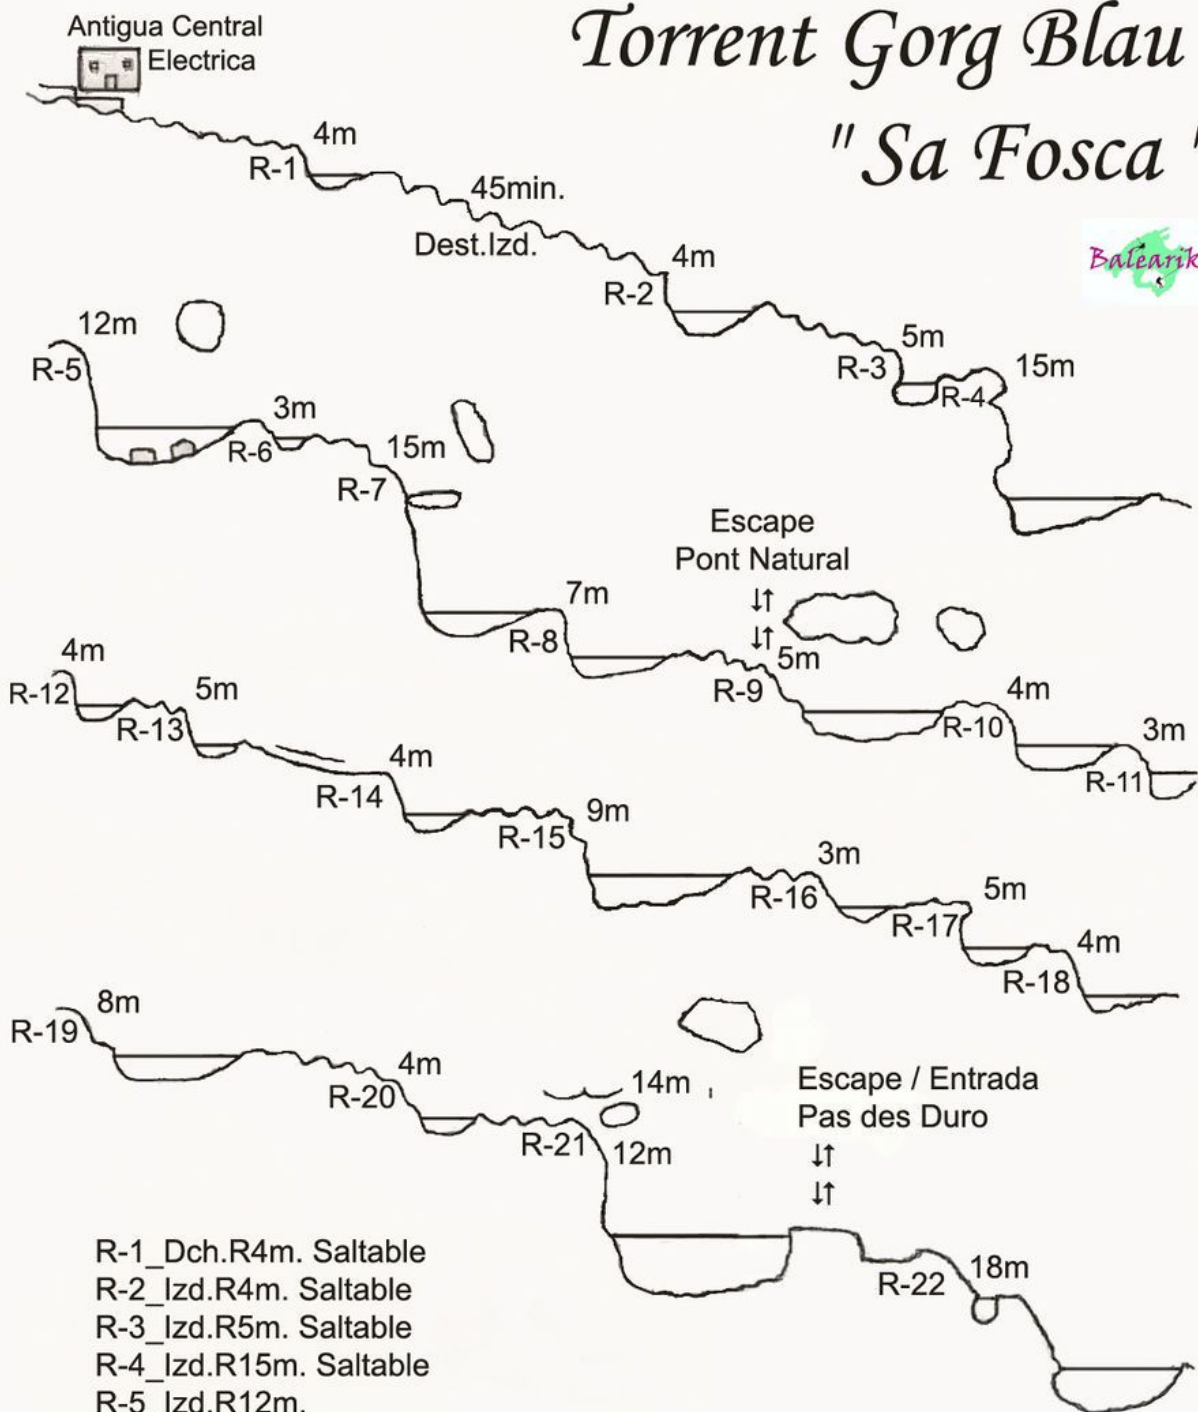 Torrent Gorg Blau
" Sa Fosca "
Antigua Central
Electrica
4m
R-1
45min.
Dest.Izd.
4m
R-2
Balearik
5m
R-3
15m
R-4
12m
R-5
3m
R-6
15m
R-7
Escape
Pont Natural
↓↑
↓↑
7m
R-8
5m
R-9
4m
R-10
3m
R-11
4m
R-12
5m
R-13
4m
R-14
9m
R-15
3m
R-16
5m
R-17
4m
R-18
8m
R-19
4m
R-20
14m
R-21
12m
Escape / Entrada
Pas des Duro
↓↑
↓↑
R-22
18m
R-1_Dch.R4m. Saltable
R-2_Izd.R4m. Saltable
R-3_Izd.R5m. Saltable
R-4_Izd.R15m. Saltable
R-5_Izd.R12m.